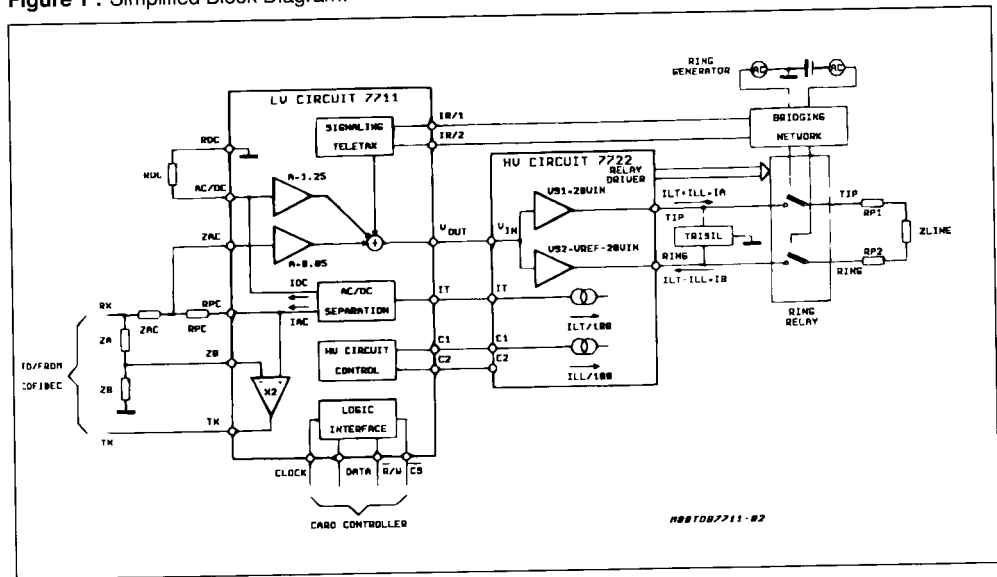 Figure 1 : Simplified Block Diagram.
RING
GENERATOR
AC
AC
LV CIRCUIT 7711
SIGNALING
TELETAX
IR/1
IR/2
BRIDGING
NETWORK
RDC
RDC
AC/DC
A-1.25
HV CIRCUIT 7722
RELAY
DRIVER
VS1+20VIN
ILT+ILL=IA
TIP
TIP
RP1
ZLINE
ZAC
A-0.05
VOUT
VIN
TRISIL
VS2-VREF-20VIN
RING
ILT-ILL=IB
RING
RP2
RING
RELAY
IDC
AC/DC
SEPARATION
IAC
IT
IT
ILT/100
RX
ZAC
RPC
RPC
ZA
ZB
ZB
HV CIRCUIT
CONTROL
C1
C2
C1
C2
ILL/100
TO/FROM
COFIDEC
X2
TX
TX
LOGIC
INTERFACE
CLOCK
DATA
R/W
CS
CARD CONTROLLER
M88TDB7711-02